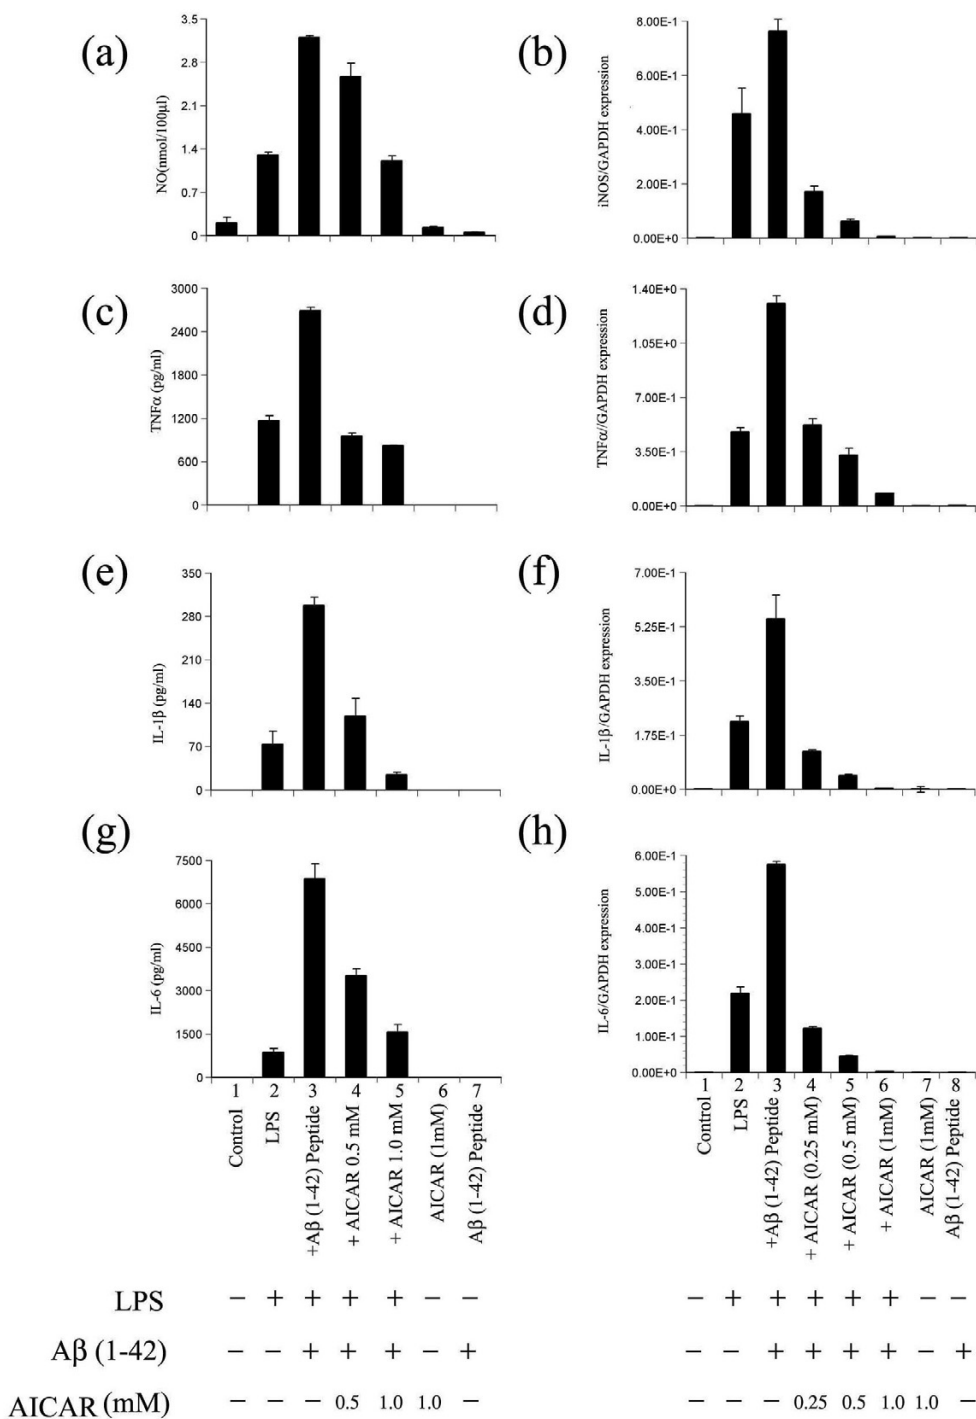 (a)
3.5
2.8
2.1
1.4
0.7
0
NO(nmol/100µl)
(b)
8.00E-1
6.00E-1
4.00E-1
2.00E-1
0.00E+0
iNOS/GAPDH expression
(c)
3000
2400
1800
1200
600
0
TNFα (pg/ml)
(d)
1.40E+0
1.05E+0
7.00E-1
3.50E-1
0.00E+0
TNFα//GAPDH expression
(e)
350
280
210
140
70
0
IL-1β (pg/ml)
(f)
7.00E-1
5.25E-1
3.50E-1
1.75E-1
0.00E+0
IL-1β/GAPDH expression
(g)
7500
6000
4500
3000
1500
0
IL-6 (pg/ml)
(h)
6.00E-1
5.00E-1
4.00E-1
3.00E-1
2.00E-1
1.00E-1
0.00E+0
IL-6/GAPDH expression
1 2 3 4 5 6 7
Control
LPS
+Aβ (1-42) Peptide
+ AICAR 0.5 mM
+ AICAR 1.0 mM
AICAR (1mM)
Aβ (1-42) Peptide
1 2 3 4 5 6 7 8
Control
LPS
+Aβ (1-42) Peptide
+ AICAR (0.25 mM)
+ AICAR (0.5 mM)
+ AICAR (1mM)
AICAR (1mM)
Aβ (1-42) Peptide
LPS − + + + + − − − + + + + + − −
Aβ (1-42) − − + + + − + − − + + + + − +
AICAR (mM) − − − 0.5 1.0 1.0 − − − − 0.25 0.5 1.0 1.0 −